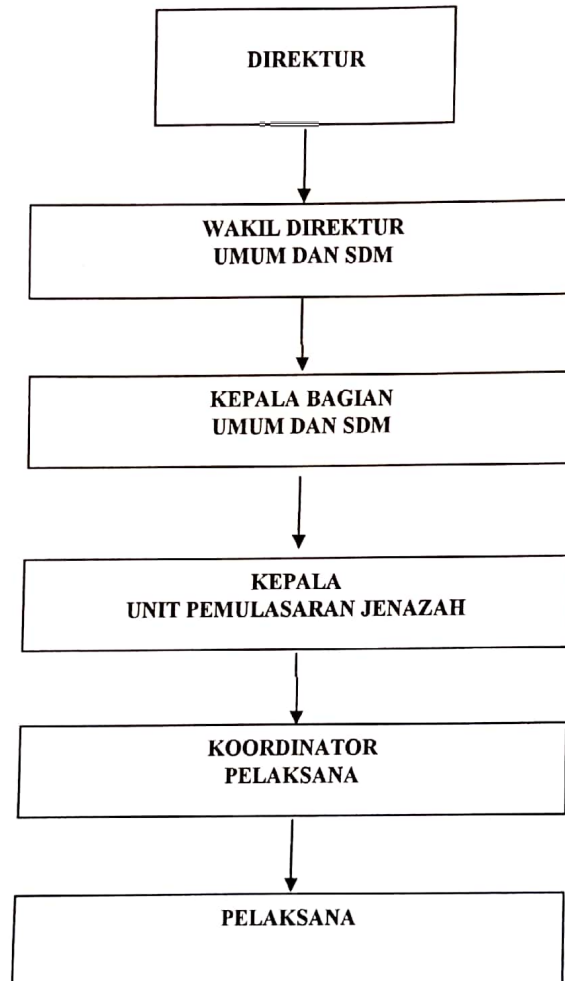 DIREKTUR
WAKIL DIREKTUR
UMUM DAN SDM
KEPALA BAGIAN
UMUM DAN SDM
KEPALA
UNIT PEMULASARAN JENAZAH
KOORDINATOR
PELAKSANA
PELAKSANA